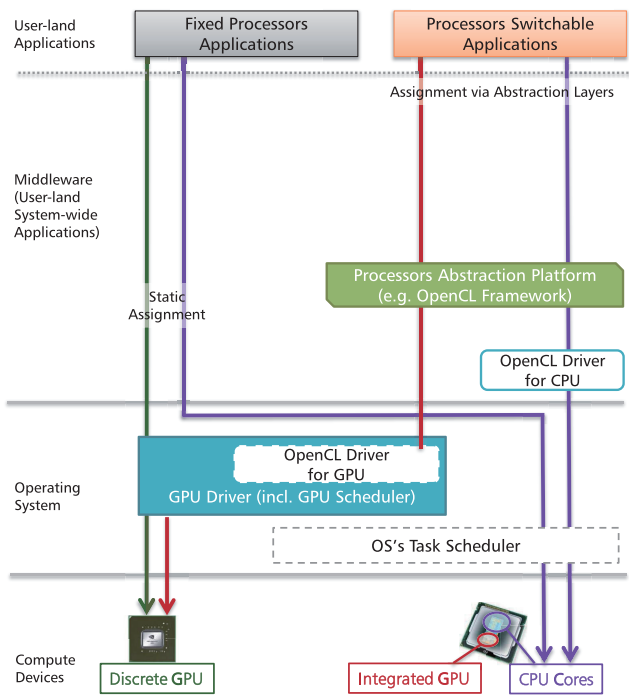 User-land
Applications
Fixed Processors
Applications
Processors Switchable
Applications
Assignment via Abstraction Layers
Middleware
(User-land
System-wide
Applications)
Static
Assignment
Processors Abstraction Platform
(e.g. OpenCL Framework)
OpenCL Driver
for CPU
OpenCL Driver
for GPU
GPU Driver (incl. GPU Scheduler)
Operating
System
OS's Task Scheduler
Compute
Devices
Discrete GPU
Integrated GPU
CPU Cores